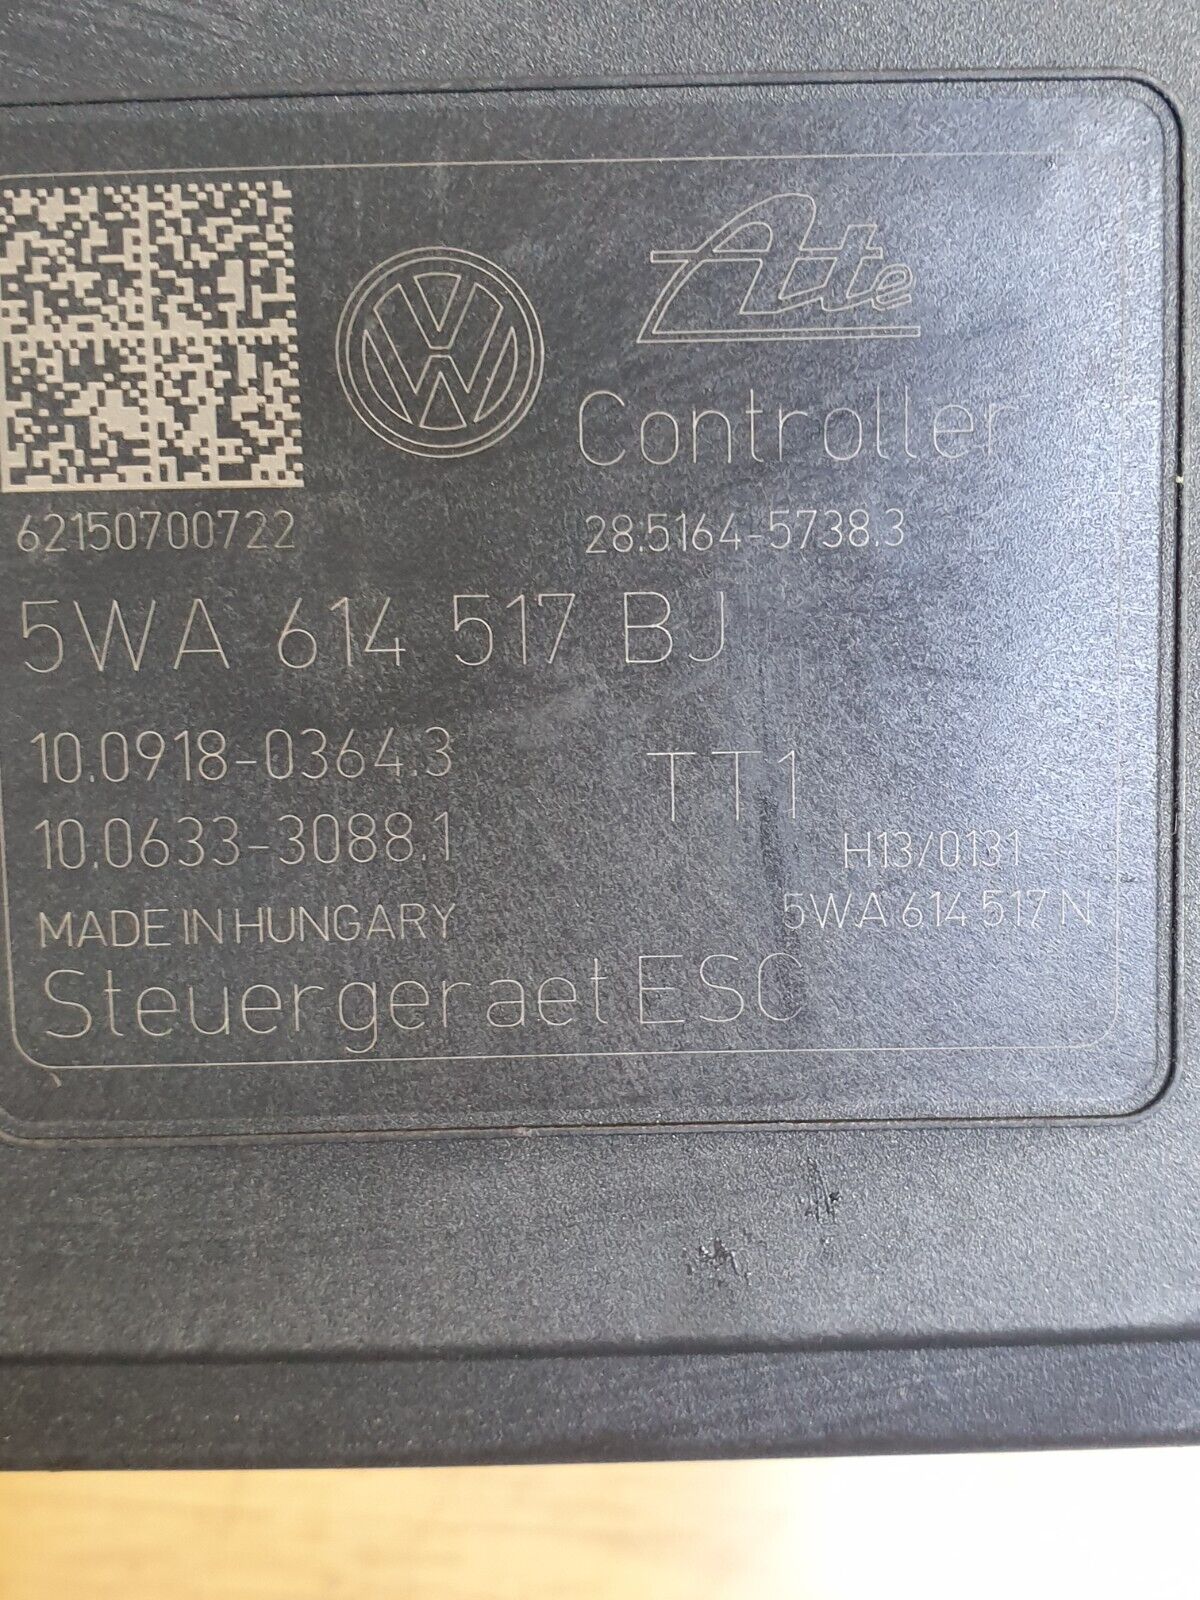 Ate
Controller
62150700722
28.5164-5738.3
5WA 614 517 BJ
10.0918-0364.3
TT1
10.0633-3088.1
H13/0131
MADE IN HUNGARY
5WA 614 517 N
Steuergeraet ESC